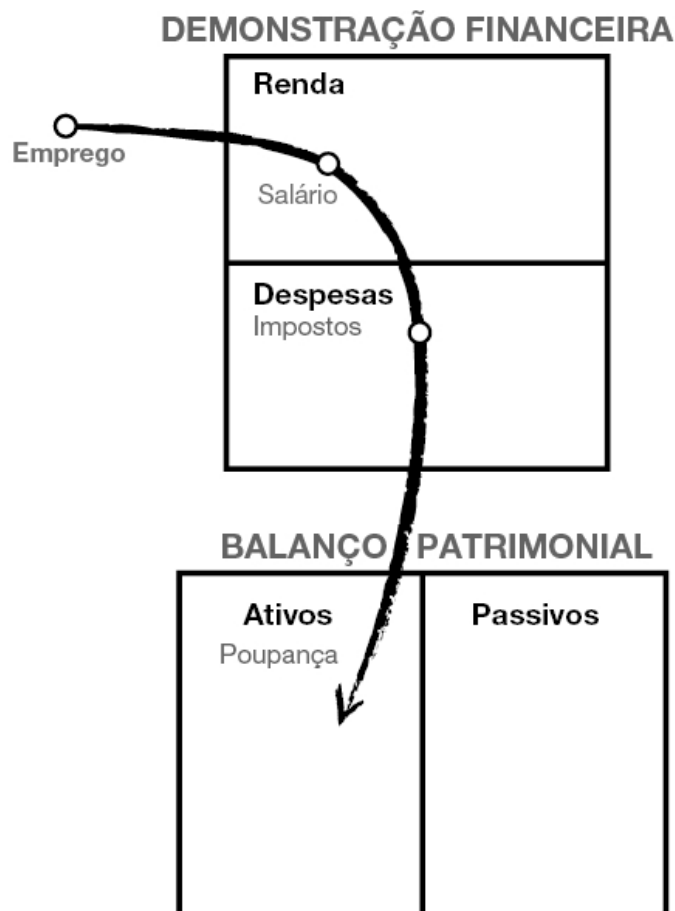 DEMONSTRAÇÃO FINANCEIRA
Renda
Emprego
Salário
Despesas
Impostos
BALANÇO PATRIMONIAL
Ativos
Passivos
Poupança